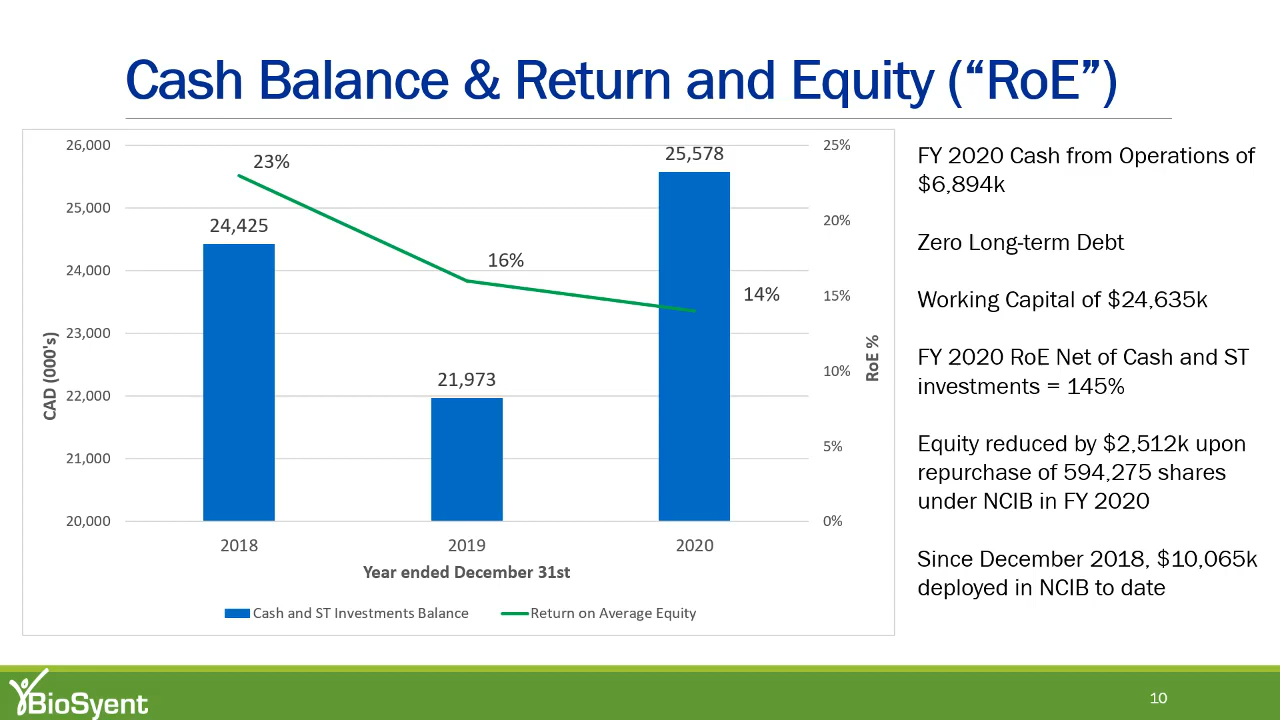 Cash Balance & Return and Equity (“RoE”)
26,000
25,000
24,000
23,000
22,000
21,000
20,000
CAD (000's)
24,425
21,973
25,578
23%
16%
14%
25%
20%
15%
10%
5%
0%
RoE %
2018
2019
2020
Year ended December 31st
Cash and ST Investments Balance
Return on Average Equity
FY 2020 Cash from Operations of
$6,894k
Zero Long-term Debt
Working Capital of $24,635k
FY 2020 RoE Net of Cash and ST
investments = 145%
Equity reduced by $2,512k upon
repurchase of 594,275 shares
under NCIB in FY 2020
Since December 2018, $10,065k
deployed in NCIB to date
BioSyent
10